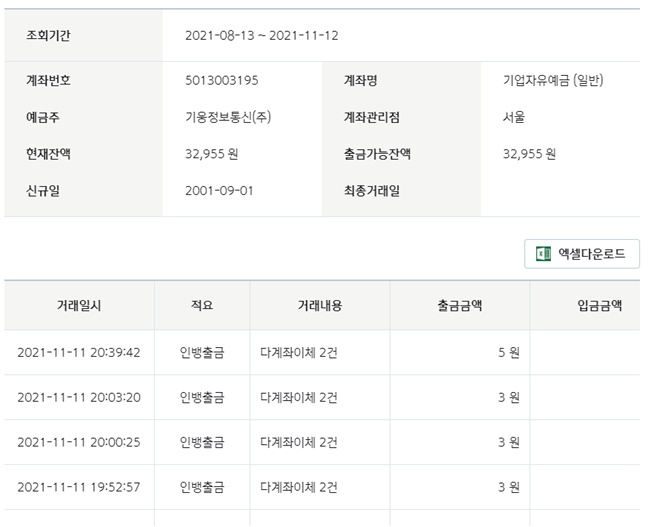 조회기간 2021-08-13 ~ 2021-11-12
계좌번호 5013003195 계좌명 기업자유예금 (일반)
예금주 기웅정보통신(주) 계좌관리점 서울
현재잔액 32,955 원 출금가능잔액 32,955 원
신규일 2001-09-01 최종거래일
엑셀다운로드
거래일시 적요 거래내용 출금금액 입금금액
2021-11-11 20:39:42 인뱅출금 다계좌이체 2건 5 원
2021-11-11 20:03:20 인뱅출금 다계좌이체 2건 3 원
2021-11-11 20:00:25 인뱅출금 다계좌이체 2건 3 원
2021-11-11 19:52:57 인뱅출금 다계좌이체 2건 3 원